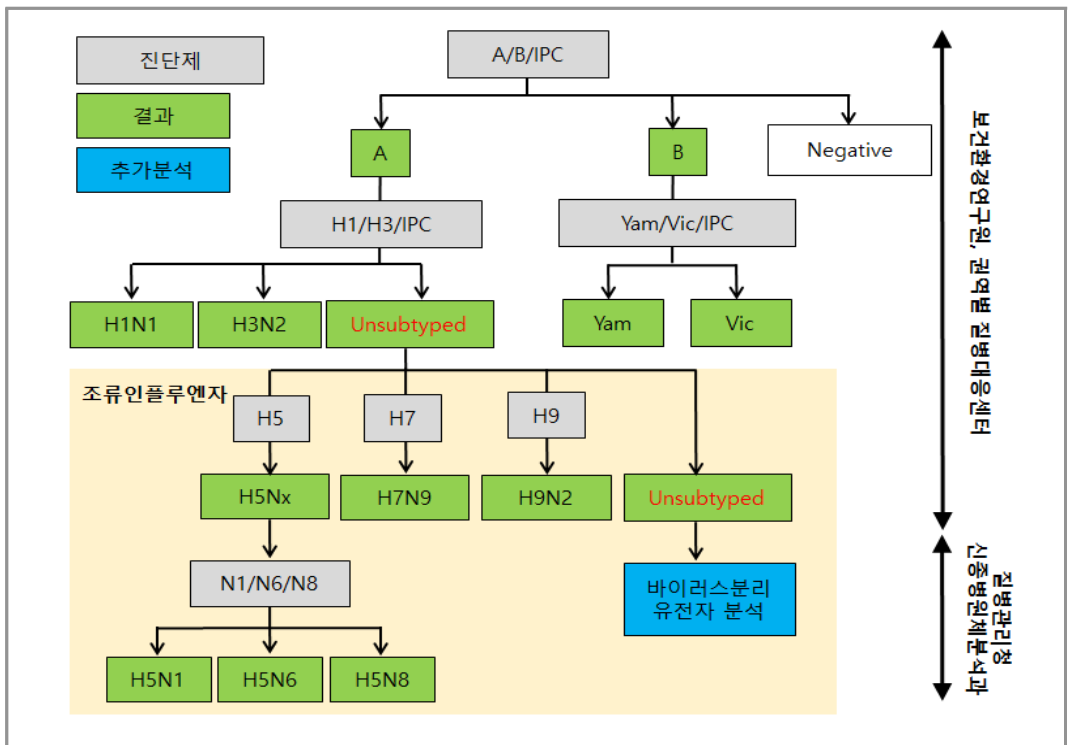 진단제
결과
추가분석
A/B/IPC
A
B
Negative
H1/H3/IPC
Yam/Vic/IPC
H1N1
H3N2
Unsubtyped
Yam
Vic
조류인플루엔자
H5
H7
H9
H5Nx
H7N9
H9N2
Unsubtyped
N1/N6/N8
바이러스분리
유전자 분석
H5N1
H5N6
H5N8
보건환경연구원, 권역별 질병대응센터
질병관리청
신종병원체분석과